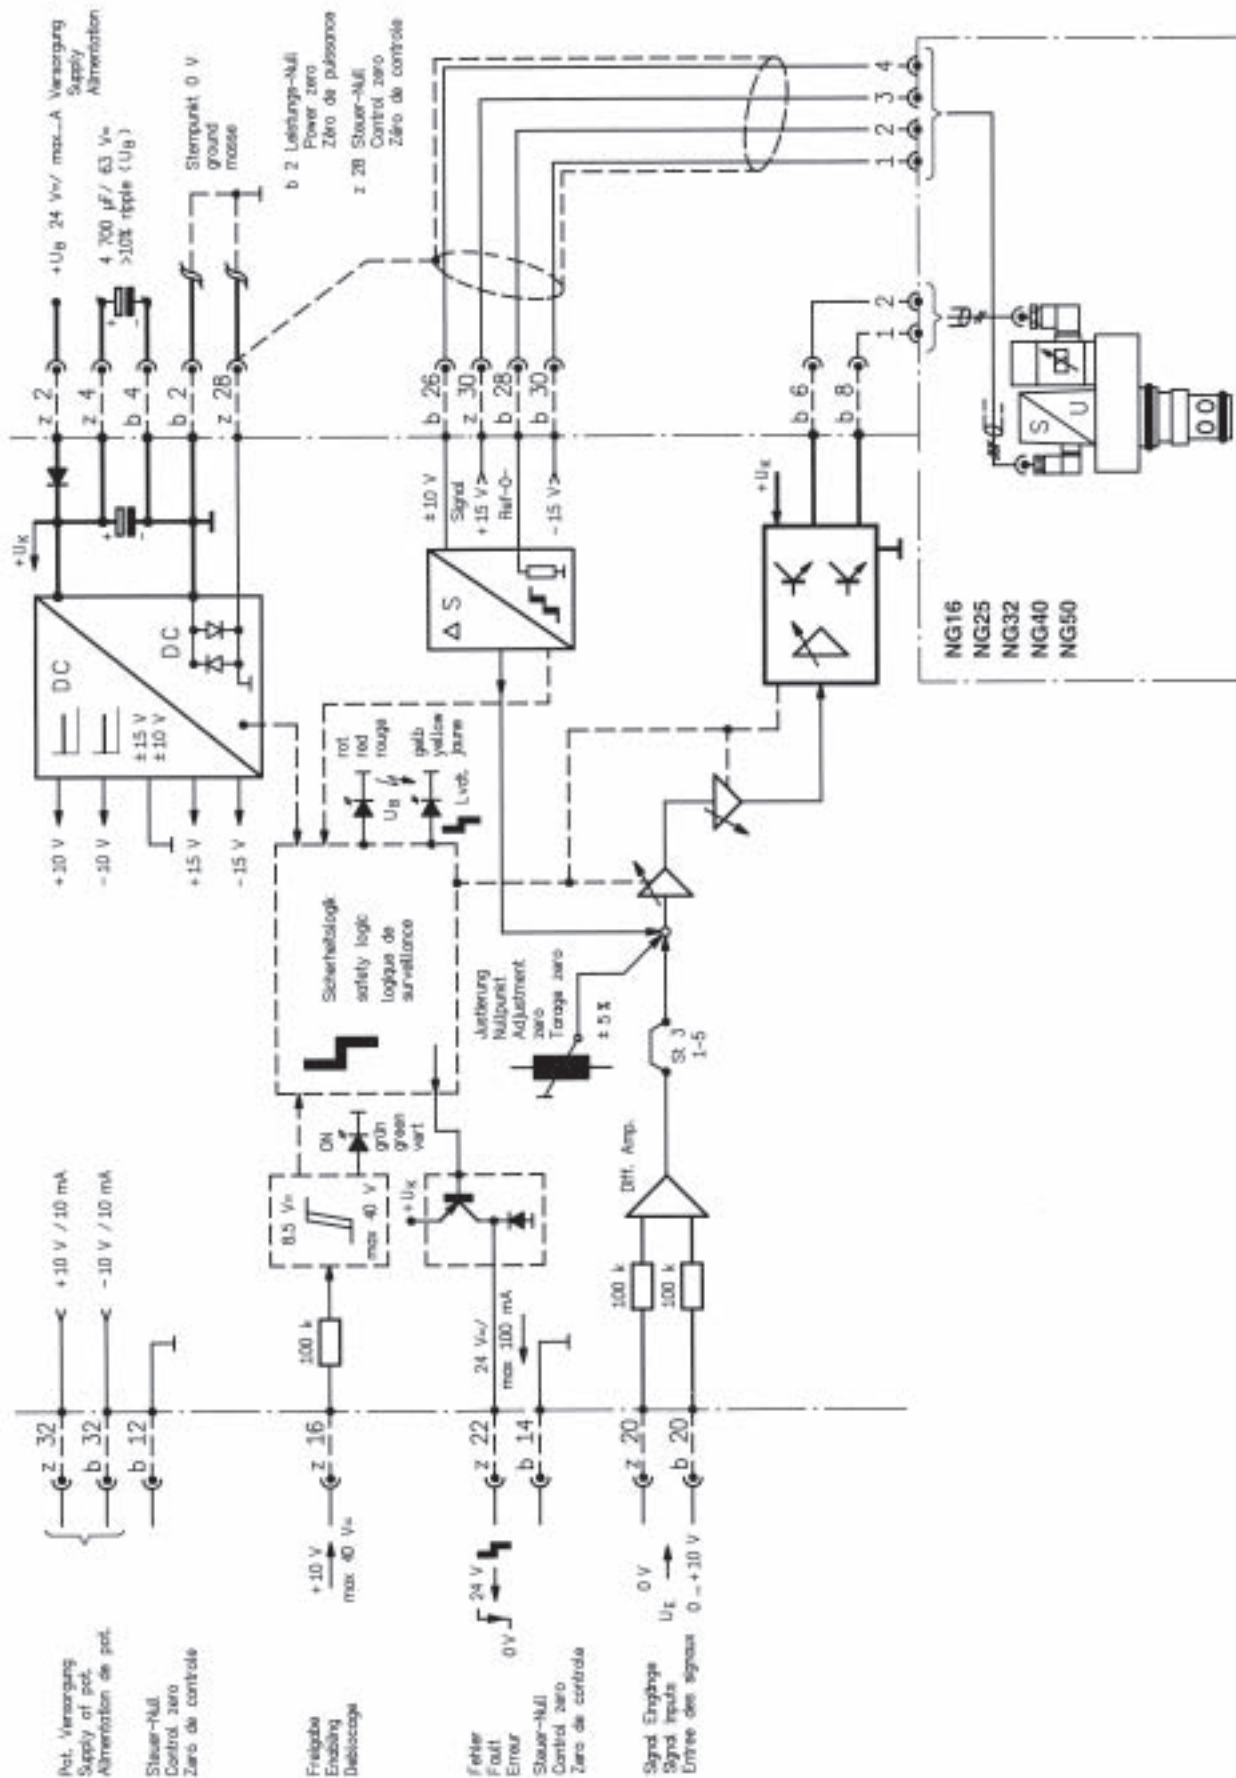 Pot. Versorgung
Supply of pot.
Alimentation de pot.
Steuer-Null
Control zero
Zero de controle
z 32
b 32
b 12
+10 V / 10 mA
-10 V / 10 mA
Freigabe
Enabling
Deblocage
+10 V
max 40 V=
z 16
100 k
8.5 V=
max 40 V
ON
grün
green
vert
Fehler
Fault
Erreur
24 V
0V
Steuer-Null
Control zero
Zero de controle
z 22
b 14
24 V=/
max 100 mA
+UK
Signal Eingänge
Signal Inputs
Entree des signaux
0 V
UE
0 ... +10 V
z 20
b 20
100 k
100 k
Diff. Amp.
St 3
1-5
Justierung
Nullpunkt
Adjustment
zero
Tarage zero
± 5 %
Sicherheitslogik
safety logic
logique de
surveillance
rot
red
rouge
UB
gelb
yellow
jaune
Lvdt.
+10 V
-10 V
+15 V
-15 V
DC
± 15 V
± 10 V
DC
+UK
z 2
z 4
b 4
b 2
z 28
+UB 24 V=/ max...A Versorgung
Supply
Alimentation
4 700 µF/ 63 V=
>10% ripple (UB)
Sternpunkt 0 V
ground
masse
b 2 Leistungs-Null
Power zero
Zéro de puissance
z 28 Steuer-Null
Control zero
Zéro de controle
Δ S
± 10 V
Signal
+15 V
Ref-0-
-15 V
b 26
z 30
b 28
b 30
+UK
b 6
b 8
4
3
2
1
2
1
S
U
NG16
NG25
NG32
NG40
NG50